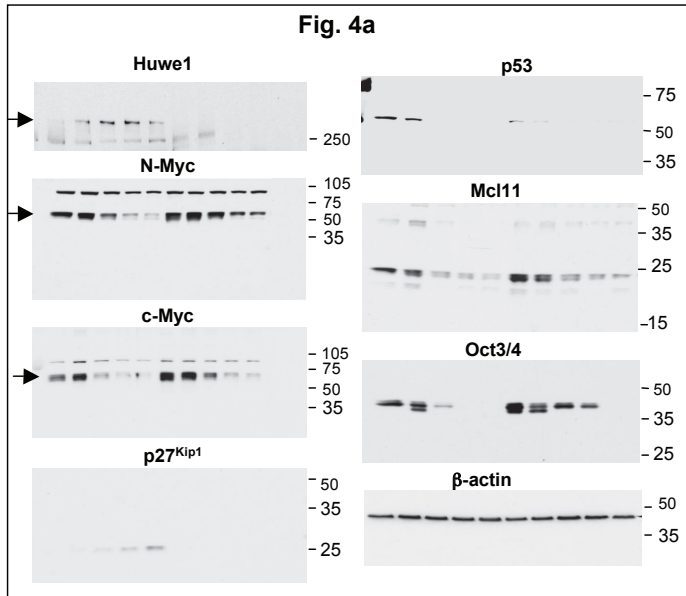 Fig. 4a
Huwe1
- 250
N-Myc
- 105
- 75
- 50
- 35
c-Myc
- 105
- 75
- 50
- 35
p27Kip1
- 50
- 35
- 25
p53
- 75
- 50
- 35
Mcl11
- 50
- 35
- 25
-15
Oct3/4
- 50
- 35
- 25
β-actin
- 50
- 35